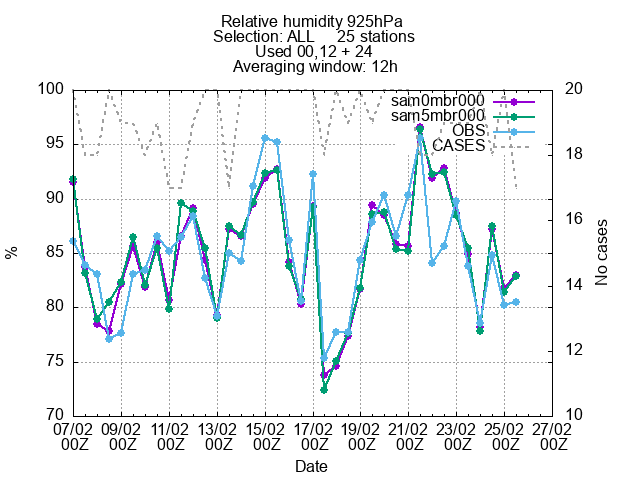 Relative humidity 925hPa
Selection: ALL 25 stations
Used 00,12 + 24
Averaging window: 12h
100 20
sam0mbr000
sam5mbr000
OBS
CASES
95 18
90 16
85 14
80 12
75 10
70
%
No cases
07/02 09/02 11/02 13/02 15/02 17/02 19/02 21/02 23/02 25/02 27/02
00Z 00Z 00Z 00Z 00Z 00Z 00Z 00Z 00Z 00Z 00Z
Date